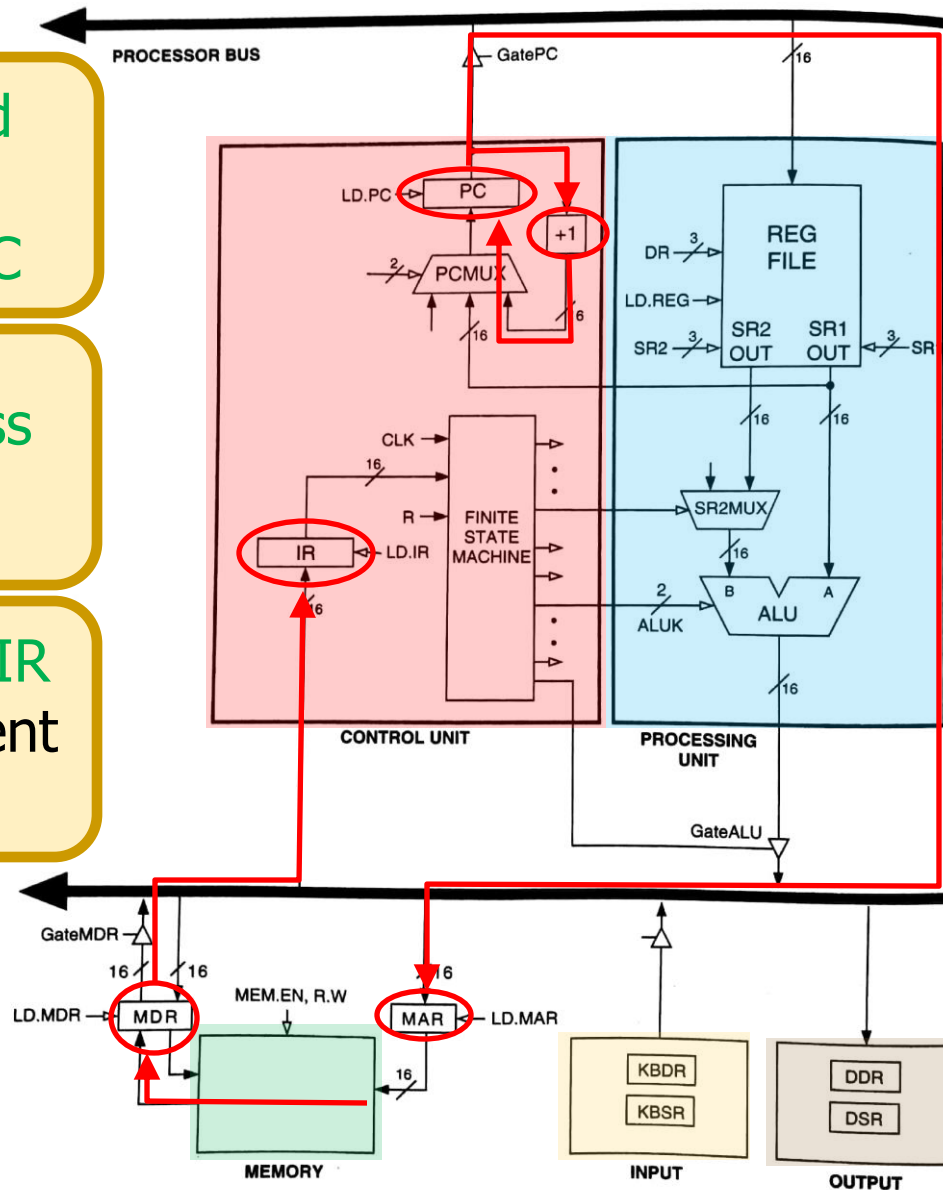 PROCESSOR BUS
GatePC
16
d
C
LD.PC
PC
+1
2
PCMUX
16
6
REG
FILE
DR
3
LD.REG
SR2
3
SR2
OUT
SR1
OUT
3
SR
ss
CLK
16
R
FINITE
STATE
MACHINE
IR
LD.IR
16
16
16
SR2MUX
16
B
A
ALU
2
ALUK
16
IR
ent
CONTROL UNIT
PROCESSING
UNIT
GateALU
GateMDR
16
16
LD.MDR
MDR
MEM.EN, R.W
16
MAR
LD.MAR
16
MEMORY
KBDR
KBSR
INPUT
DDR
DSR
OUTPUT